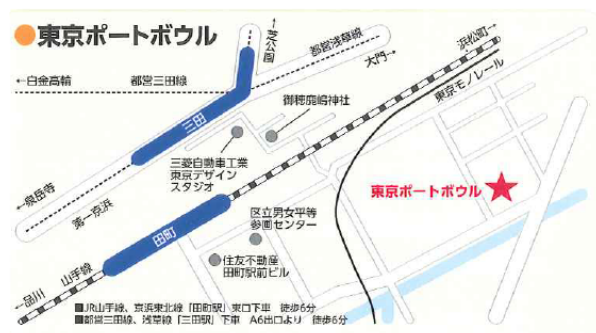 東京ポートボウル
芝公園
都営浅草線
大門→
浜松町→
←白金高輪
都営三田線
東京モノレール
三田
御穂鹿嶋神社
三菱自動車工業
東京デザイン
スタジオ
←泉岳寺
第一京浜
東京ポートボウル
区立男女平等
参画センター
田町
住友不動産
田町駅前ビル
←品川
山手線
■JR山手線、京浜東北線「田町駅」東口下車 徒歩6分
■都営三田線、浅草線「三田駅」下車 A6出口より 徒歩6分